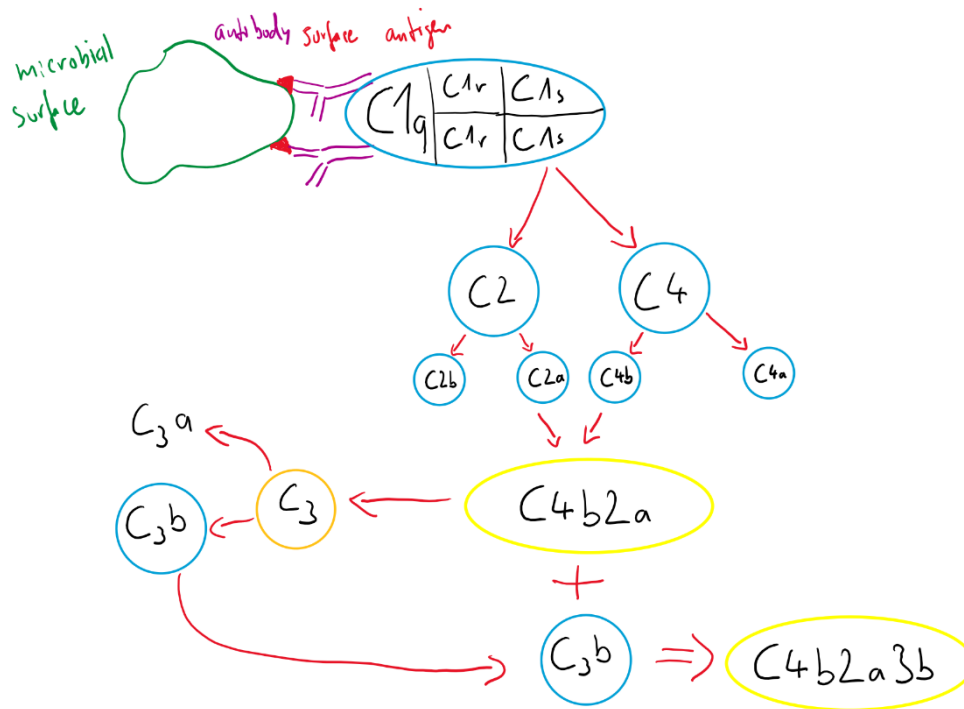 antibody surface antigen
microbial
surface
C1q C1r C1s
C1r C1s
C2 C4
C2b C2a C4b C4a
C3a
C4b2a
C3
C3b
C3b
C4b2a3b